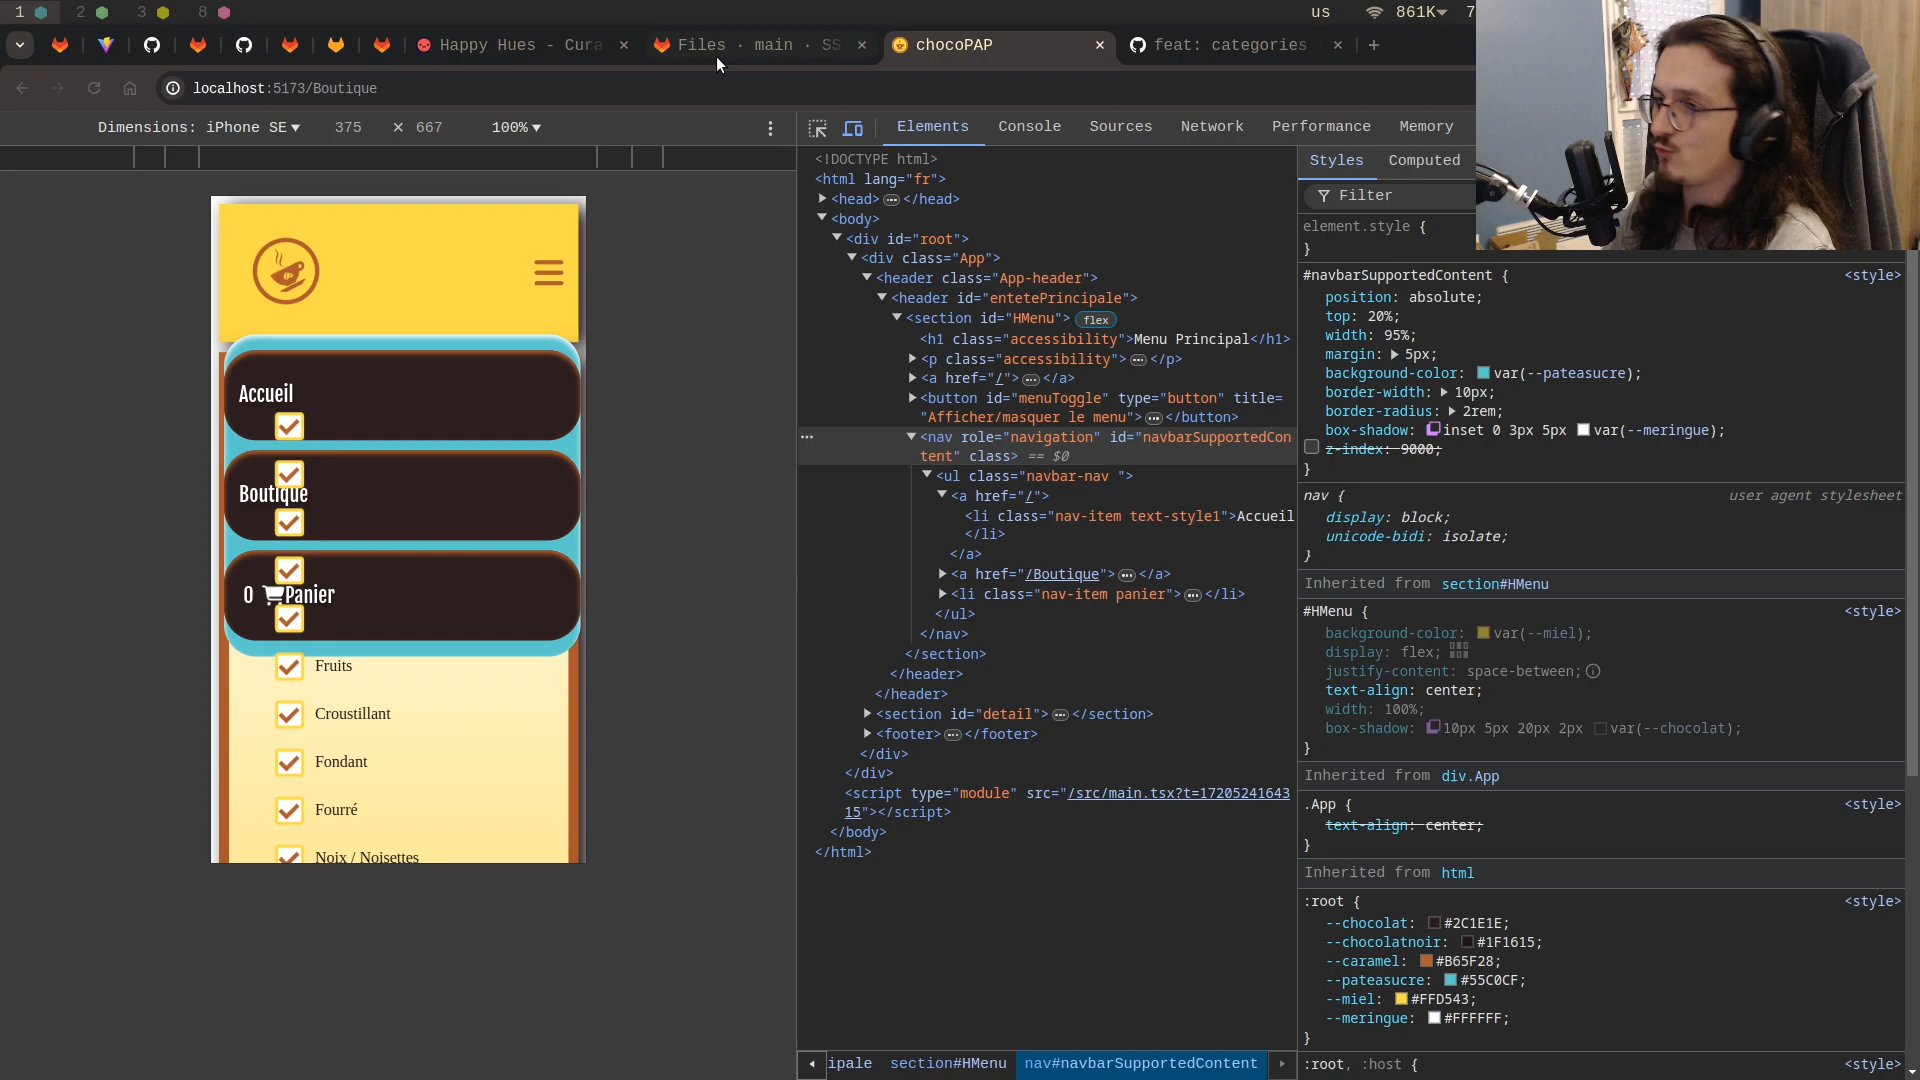 1 2 3 8 us 861K 7
Happy Hues - Cura × Files · main · SS × chocoPAP × feat: categories × +
localhost:5173/Boutique
Dimensions: iPhone SE 375 × 667 100%
Elements Console Sources Network Performance Memory
Accueil
Boutique
0 Panier
Fruits
Croustillant
Fondant
Fourré
Noix / Noisettes
<!DOCTYPE html>
<html lang="fr">
<head> ⋯ </head>
<body>
<div id="root">
<div class="App">
<header class="App-header">
<header id="entetePrincipale">
<section id="HMenu"> flex
<h1 class="accessibility">Menu Principal</h1>
<p class="accessibility"> ⋯ </p>
<a href="/"> ⋯ </a>
<button id="menuToggle" type="button" title=
"Afficher/masquer le menu"> ⋯ </button>
<nav role="navigation" id="navbarSupportedCon
tent" class> == $0
<ul class="navbar-nav ">
<a href="/">
<li class="nav-item text-style1">Accueil
</li>
</a>
<a href="/Boutique"> ⋯ </a>
<li class="nav-item panier"> ⋯ </li>
</ul>
</nav>
</section>
</header>
</header>
<section id="detail"> ⋯ </section>
<footer> ⋯ </footer>
</div>
</div>
<script type="module" src="/src/main.tsx?t=17205241643
15"></script>
</body>
</html>
ipale section#HMenu nav#navbarSupportedContent
Styles Computed
Filter
element.style {
}
#navbarSupportedContent { <style>
position: absolute;
top: 20%;
width: 95%;
margin: 5px;
background-color: var(--pateasucre);
border-width: 10px;
border-radius: 2rem;
box-shadow: inset 0 3px 5px var(--meringue);
z-index: 9000;
}
nav { user agent stylesheet
display: block;
unicode-bidi: isolate;
}
Inherited from section#HMenu
#HMenu { <style>
background-color: var(--miel);
display: flex;
justify-content: space-between;
text-align: center;
width: 100%;
box-shadow: 10px 5px 20px 2px var(--chocolat);
}
Inherited from div.App
.App { <style>
text-align: center;
}
Inherited from html
:root { <style>
--chocolat: #2C1E1E;
--chocolatnoir: #1F1615;
--caramel: #B65F28;
--pateasucre: #55C0CF;
--miel: #FFD543;
--meringue: #FFFFFF;
}
:root, :host { <style>